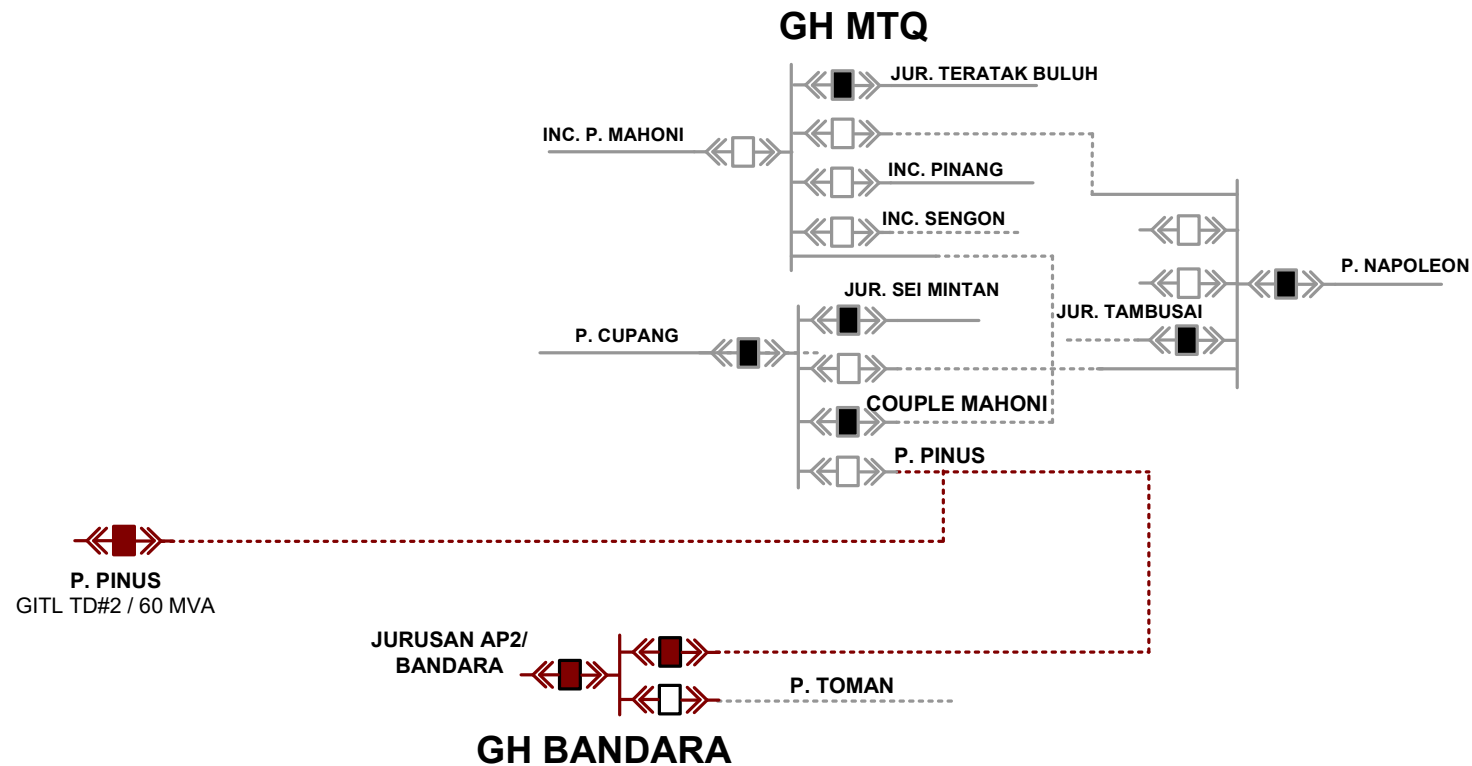 GH MTQ
JUR. TERATAK BULUH
INC. P. MAHONI
INC. PINANG
INC. SENGON
P. NAPOLEON
JUR. SEI MINTAN
JUR. TAMBUSAI
P. CUPANG
COUPLE MAHONI
P. PINUS
P. PINUS
GITL TD#2 / 60 MVA
JURUSAN AP2/
BANDARA
P. TOMAN
GH BANDARA